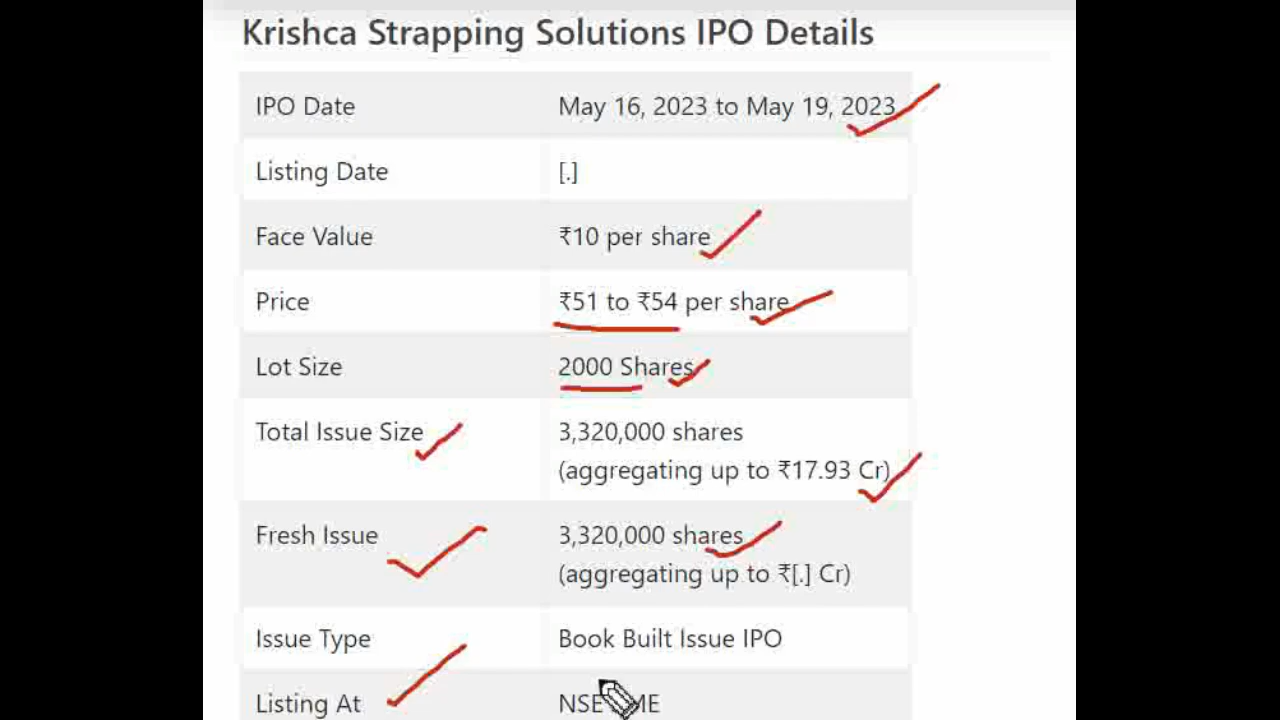 Krishca Strapping Solutions IPO Details
IPO Date May 16, 2023 to May 19, 2023
Listing Date [.]
Face Value ₹10 per share
Price ₹51 to ₹54 per share
Lot Size 2000 Shares
Total Issue Size 3,320,000 shares
(aggregating up to ₹17.93 Cr)
Fresh Issue 3,320,000 shares
(aggregating up to ₹[.] Cr)
Issue Type Book Built Issue IPO
Listing At NSE